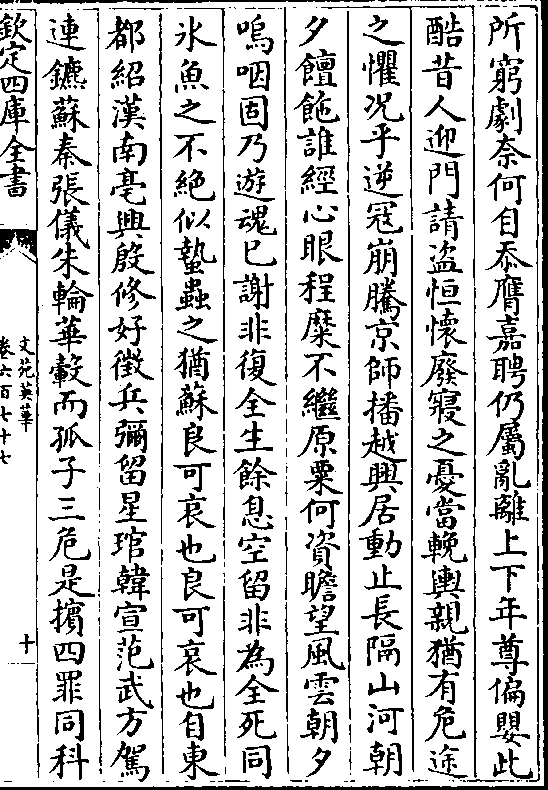 所窮劇奈何自忝膺嘉聘仍屬亂離上下年尊偏嬰此
酷昔人迎門請盗恒懷廢寢之憂當輓輿親猶有危途
之懼況乎逆冦崩騰京師播越興居動止長隔山河朝
夕饘飽誰經心眼程糜不繼原粟何資瞻望風雲朝夕
嗚咽固乃遊魂已謝非復全生餘息空留非為全死同
氷魚之不絶似蟄蟲之猶蘇良可哀也良可哀也自東
都紹漢南亳興殷修好徵兵彌留星琯韓宣范武方駕
連鑣蘇秦張儀朱輪華轂而孤子三危是擯四罪同科
欽定四庫全書
文苑英華
卷六百七十七
十